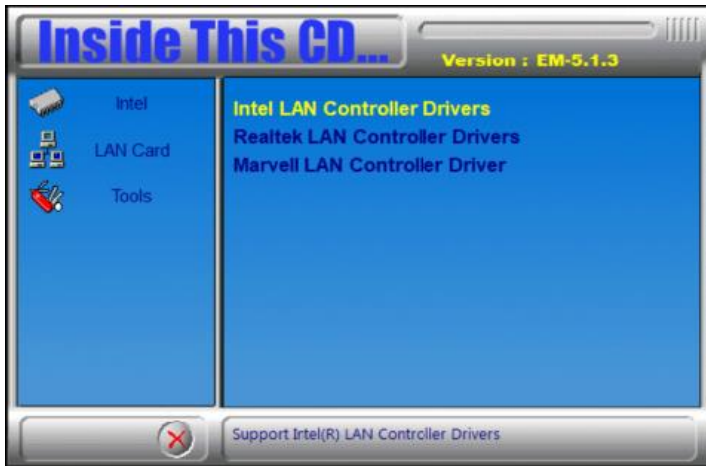 Inside This CD...
Version : EM-5.1.3
Intel
LAN Card
Tools
Intel LAN Controller Drivers
Realtek LAN Controller Drivers
Marvell LAN Controller Driver
Support Intel(R) LAN Controller Drivers